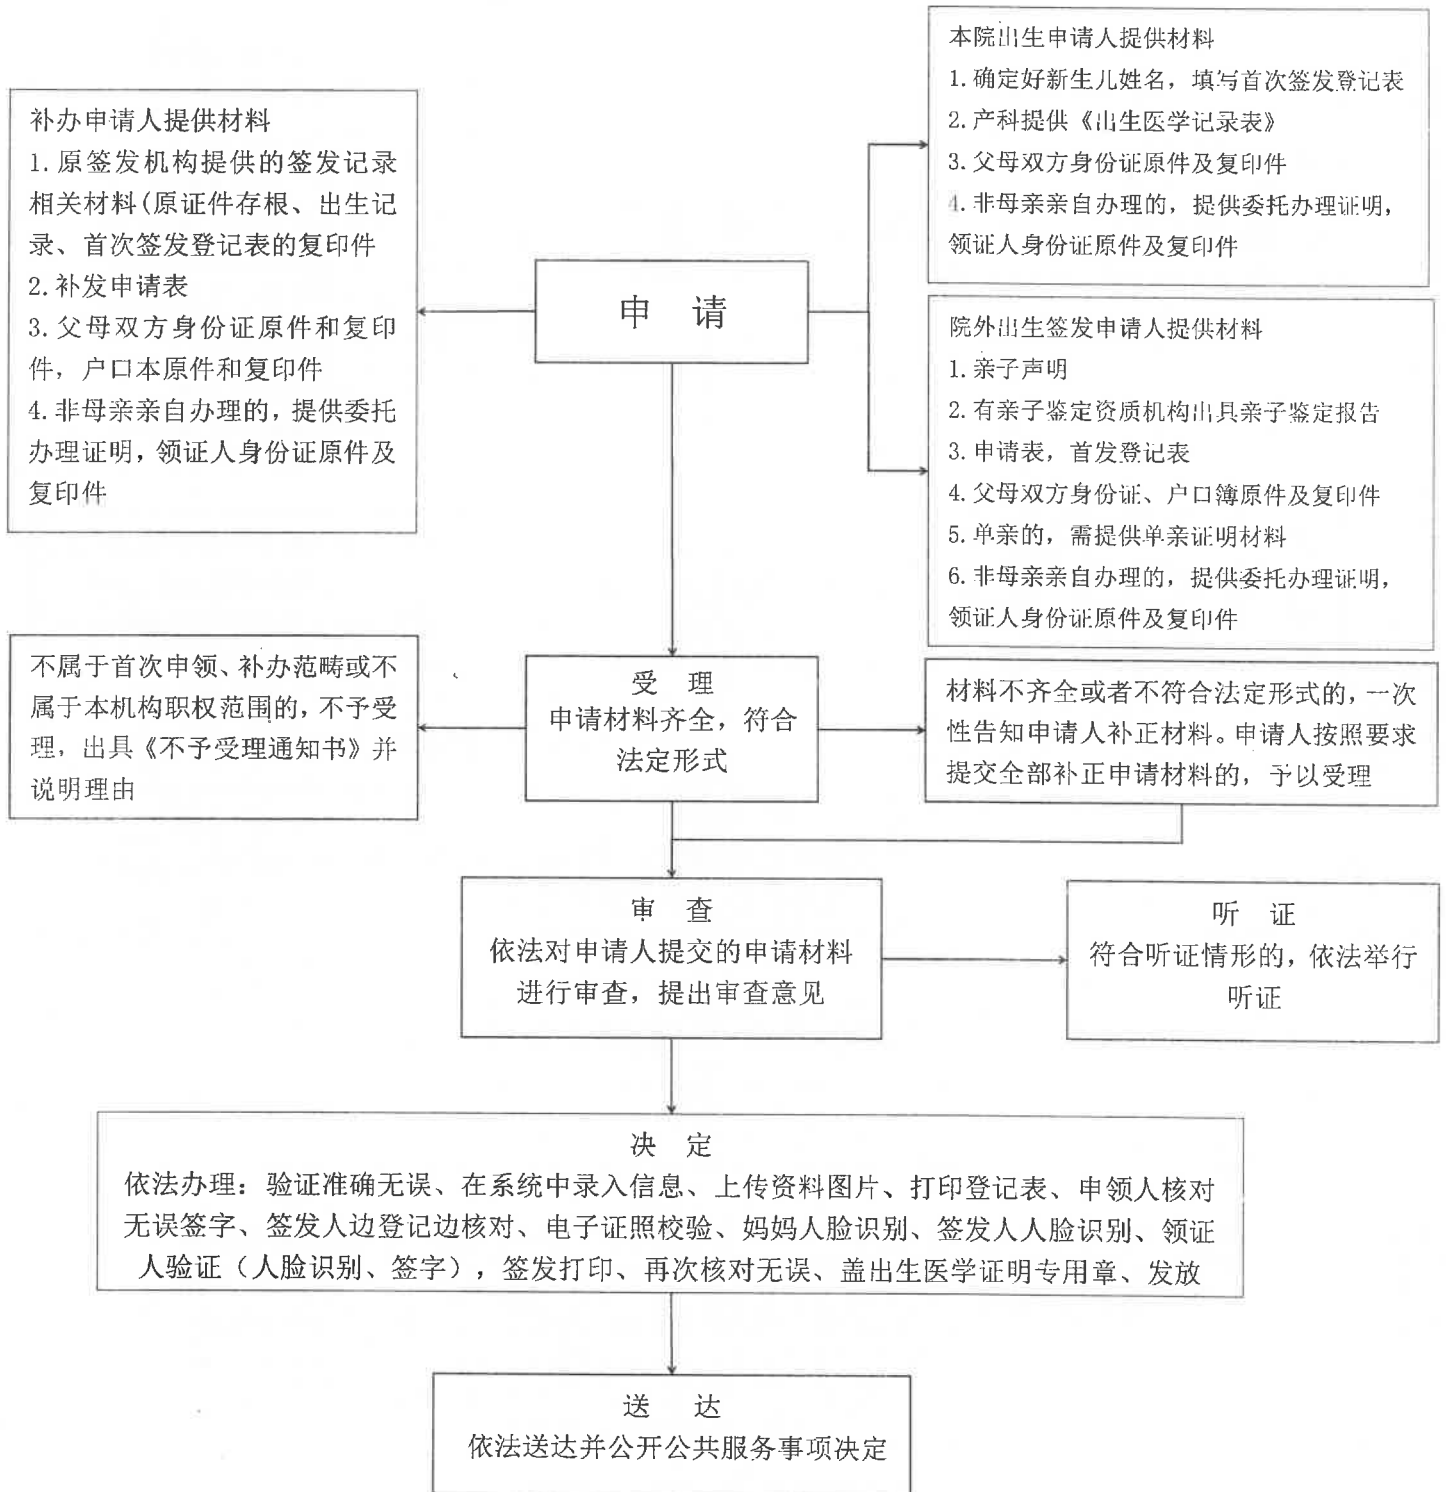 本院出生申请人提供材料
1.确定好新生儿姓名，填写首次签发登记表
2.产科提供《出生医学记录表》
3.父母双方身份证原件及复印件
4.非母亲亲自办理的，提供委托办理证明，
领证人身份证原件及复印件
补办申请人提供材料
1.原签发机构提供的签发记录
相关材料(原证件存根、出生记
录、首次签发登记表的复印件
2.补发申请表
3.父母双方身份证原件和复印
件，户口本原件和复印件
4.非母亲亲自办理的，提供委托
办理证明，领证人身份证原件及
复印件
申 请
院外出生签发申请人提供材料
1.亲子声明
2.有亲子鉴定资质机构出具亲子鉴定报告
3.申请表，首发登记表
4.父母双方身份证、户口簿原件及复印件
5.单亲的，需提供单亲证明材料
6.非母亲亲自办理的，提供委托办理证明，
领证人身份证原件及复印件
不属于首次申领、补办范畴或不
属于本机构职权范围的，不予受
理，出具《不予受理通知书》并
说明理由
受 理
申请材料齐全，符合
法定形式
材料不齐全或者不符合法定形式的，一次
性告知申请人补正材料。申请人按照要求
提交全部补正申请材料的，予以受理
审 查
依法对申请人提交的申请材料
进行审查，提出审查意见
听 证
符合听证情形的，依法举行
听证
决 定
依法办理：验证准确无误、在系统中录入信息、上传资料图片、打印登记表、申领人核对
无误签字、签发人边登记边核对、电子证照校验、妈妈人脸识别、签发人人脸识别、领证
人验证（人脸识别、签字），签发打印、再次核对无误、盖出生医学证明专用章、发放
送 达
依法送达并公开公共服务事项决定